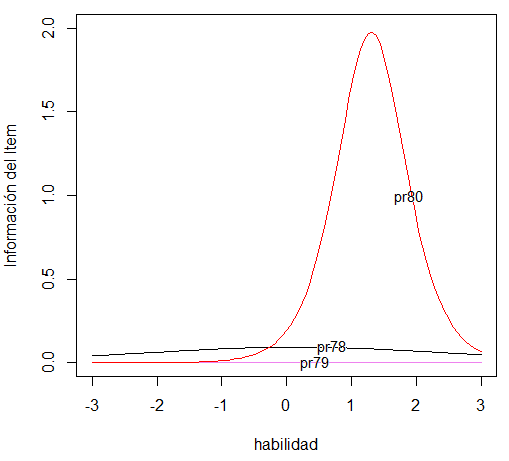 2.0
1.5
1.0
0.5
0.0
Información del Item
pr80
pr78
pr79
-3 -2 -1 0 1 2 3
habilidad